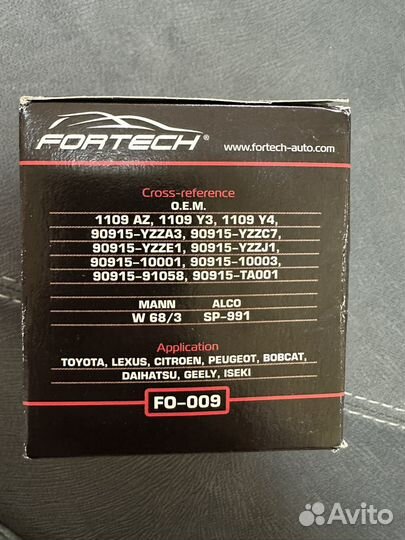 FORTECH®
www.fortech-auto.com
Cross-reference
O.E.M.
1109 AZ, 1109 Y3, 1109 Y4,
90915-YZZA3, 90915-YZZC7,
90915-YZZE1, 90915-YZZJ1,
90915-10001, 90915-10003,
90915-91058, 90915-TA001
MANN ALCO
W 68/3 SP-991
Application
TOYOTA, LEXUS, CITROEN, PEUGEOT, BOBCAT,
DAIHATSU, GEELY, ISEKI
FO-009
Avito